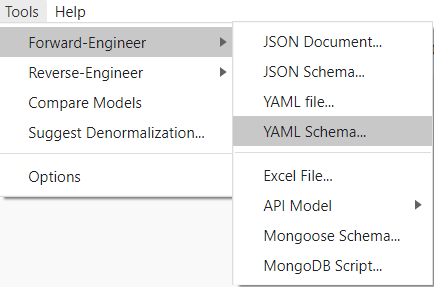 Tools Help
Forward-Engineer
Reverse-Engineer
Compare Models
Suggest Denormalization...
Options
JSON Document...
JSON Schema...
YAML file...
YAML Schema...
Excel File...
API Model
Mongoose Schema...
MongoDB Script...